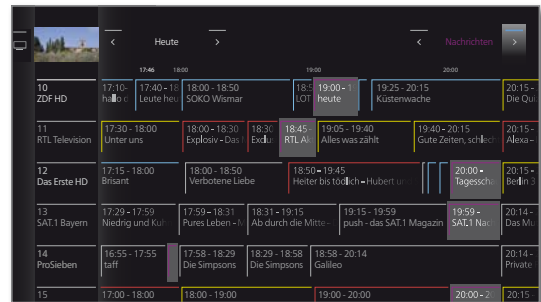 < Heute > < Nachrichten >
17:46 18:00 19:00 20:00
10 17:10- 17:40 - 18 18:00 - 18:50 18:5 19:00 - 1 19:25 - 20:15 20:15 -
ZDF HD hallo d Leute heu SOKO Wismar LOT heute Küstenwache Die Qui
11 17:30 - 18:00 18:00 - 18:30 18:30 18:45 - 19:05 - 19:40 19:40 - 20:15 20:15 -
RTL Television Unter uns Explosiv - Das Exclus RTL Ak Alles was zählt Gute Zeiten, schlech Alexa -
12 17:15 - 18:00 18:00 - 18:50 18:50 - 19:45 20:00 - 20:15 -
Das Erste HD Brisant Verbotene Liebe Heiter bis tödlich - Hubert un Tagesscha Berlin 3
13 17:29 - 17:59 17:59 - 18:31 18:31 - 19:15 19:15 - 19:59 19:59 - 20:14 -
SAT.1 Bayern Niedrig und Kuh Pures Leben - M Ab durch die Mitte - push - das SAT.1 Magazin SAT.1 Nac Das Mu
14 16:55 - 17:55 17:58 - 18:29 18:29 - 18:58 18:58 - 20:14 20:14 -
ProSieben taff Die Simpsons Die Simpsons Galileo Private
15 17:00 - 18:00 18:00 - 19:00 19:00 - 20:00 20:00 - 20 20:15 -